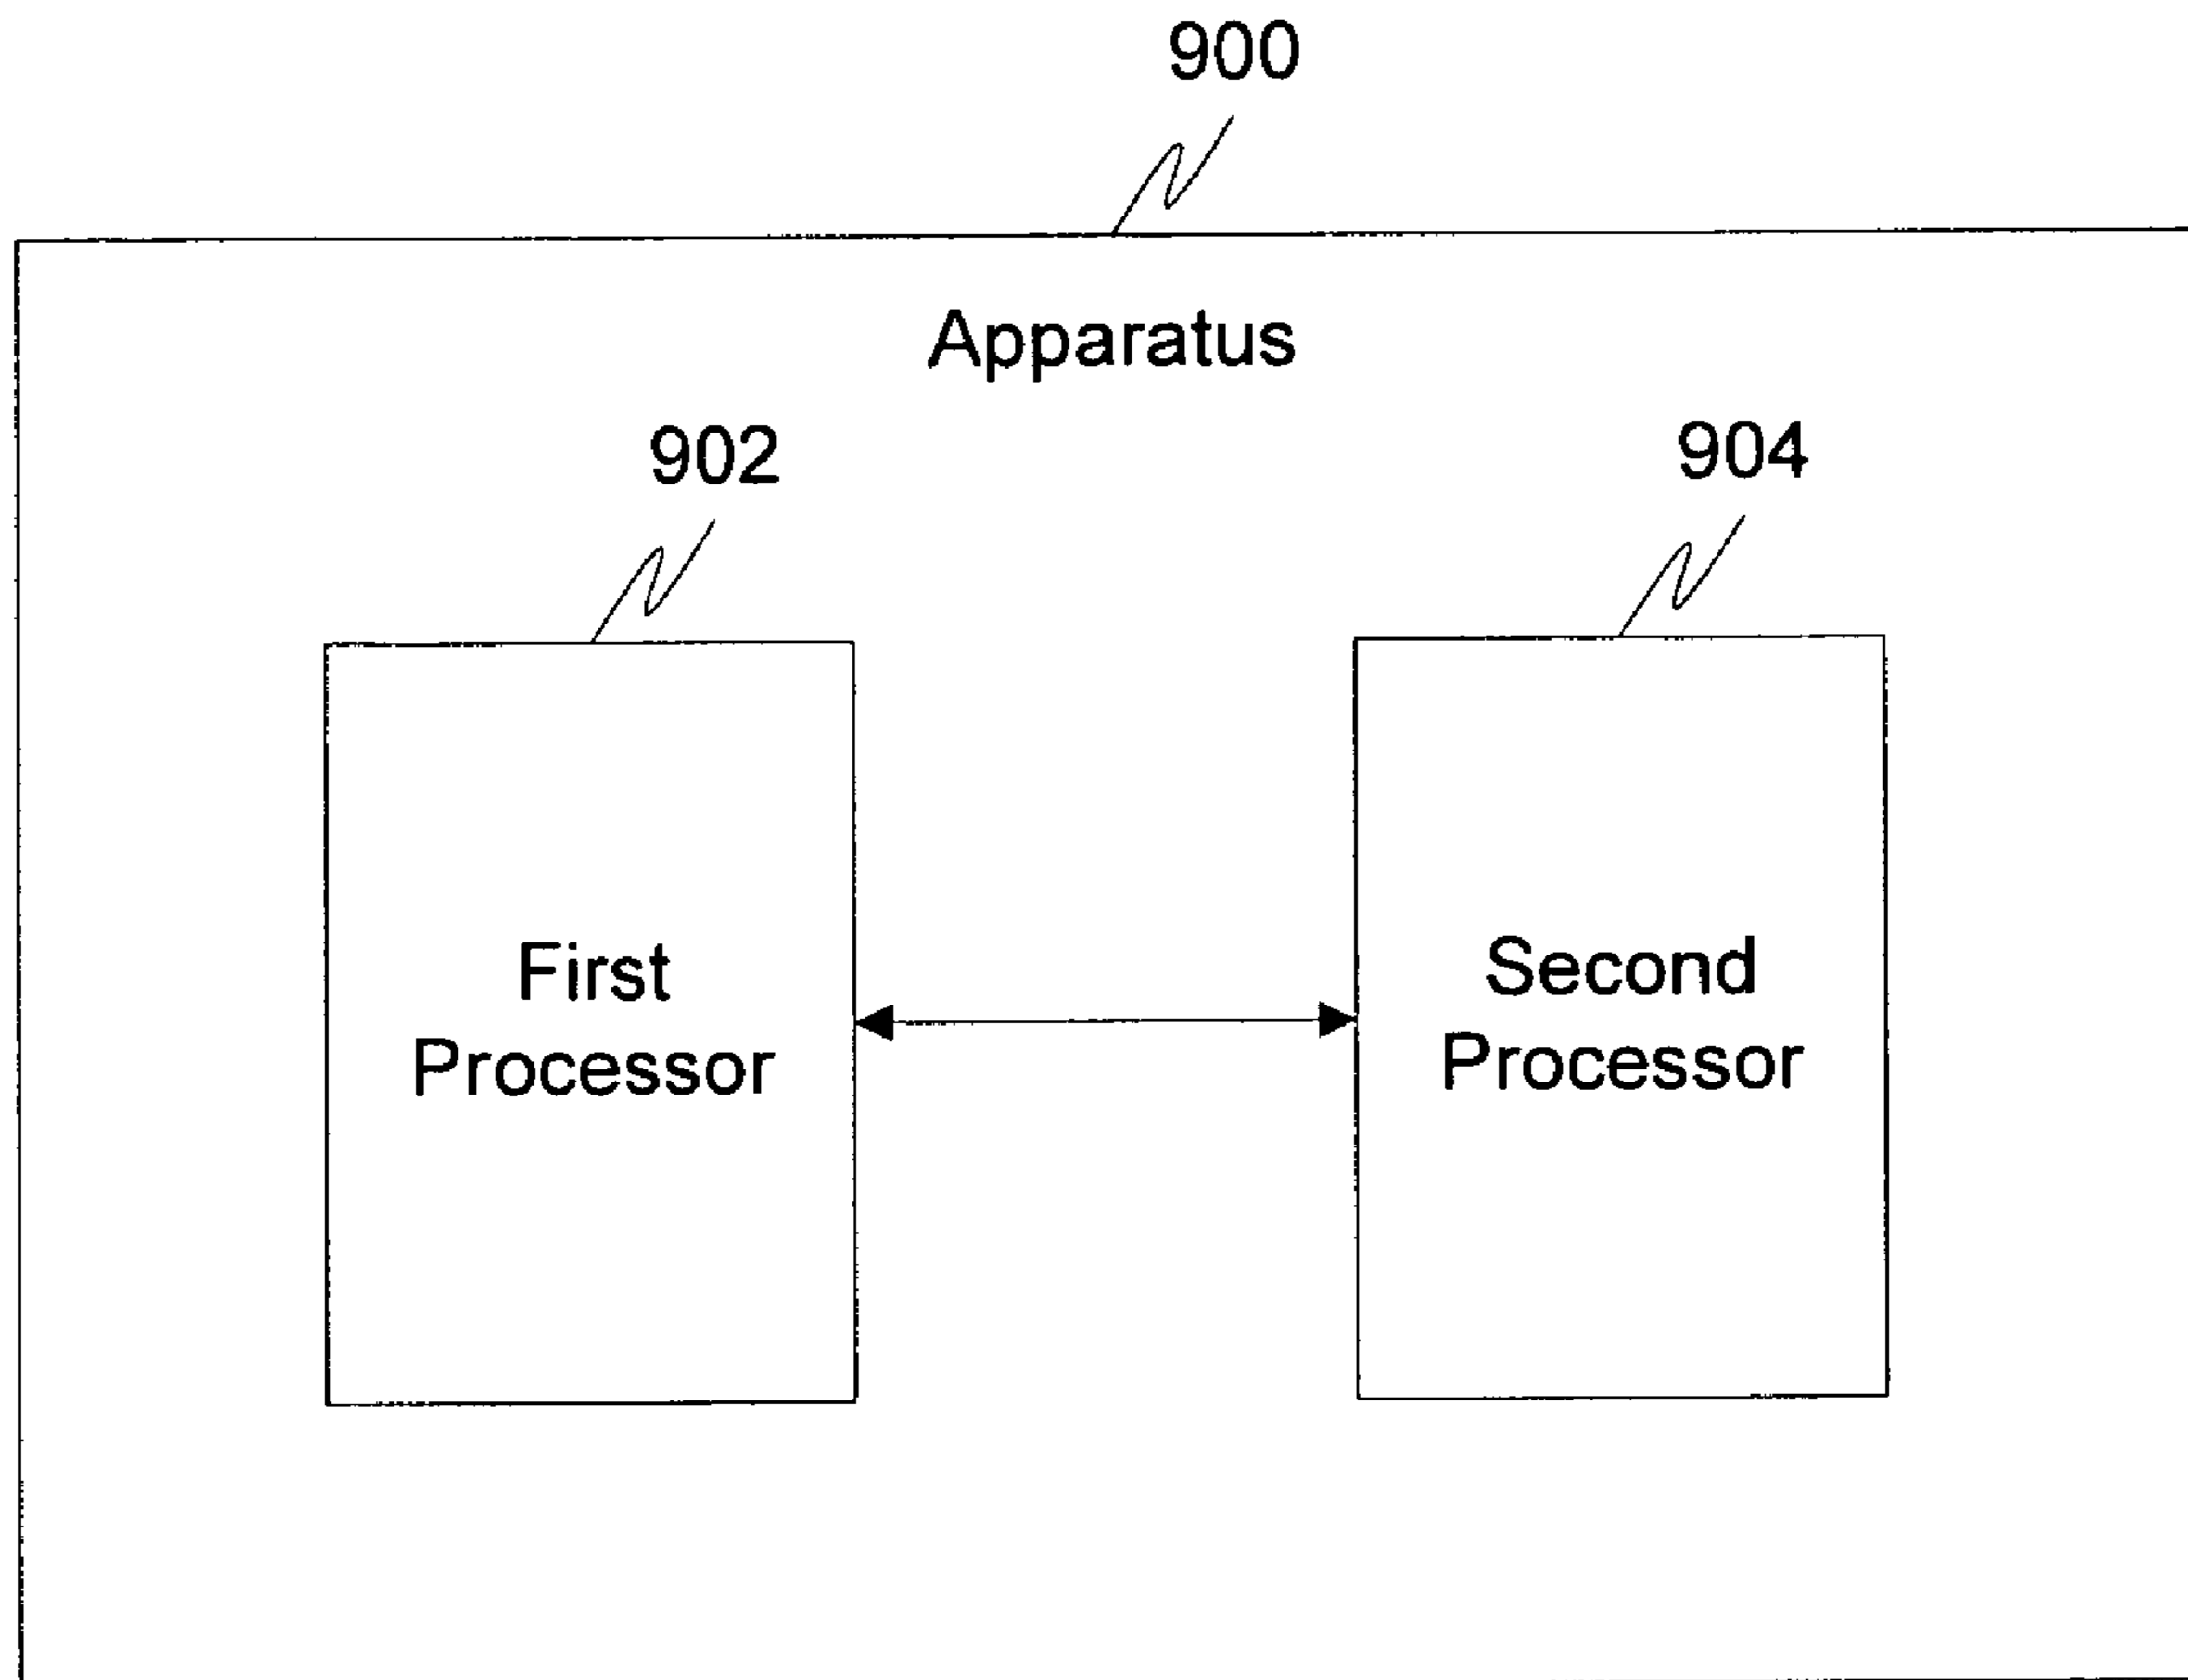 900
Apparatus
902
904
First
Processor
Second
Processor